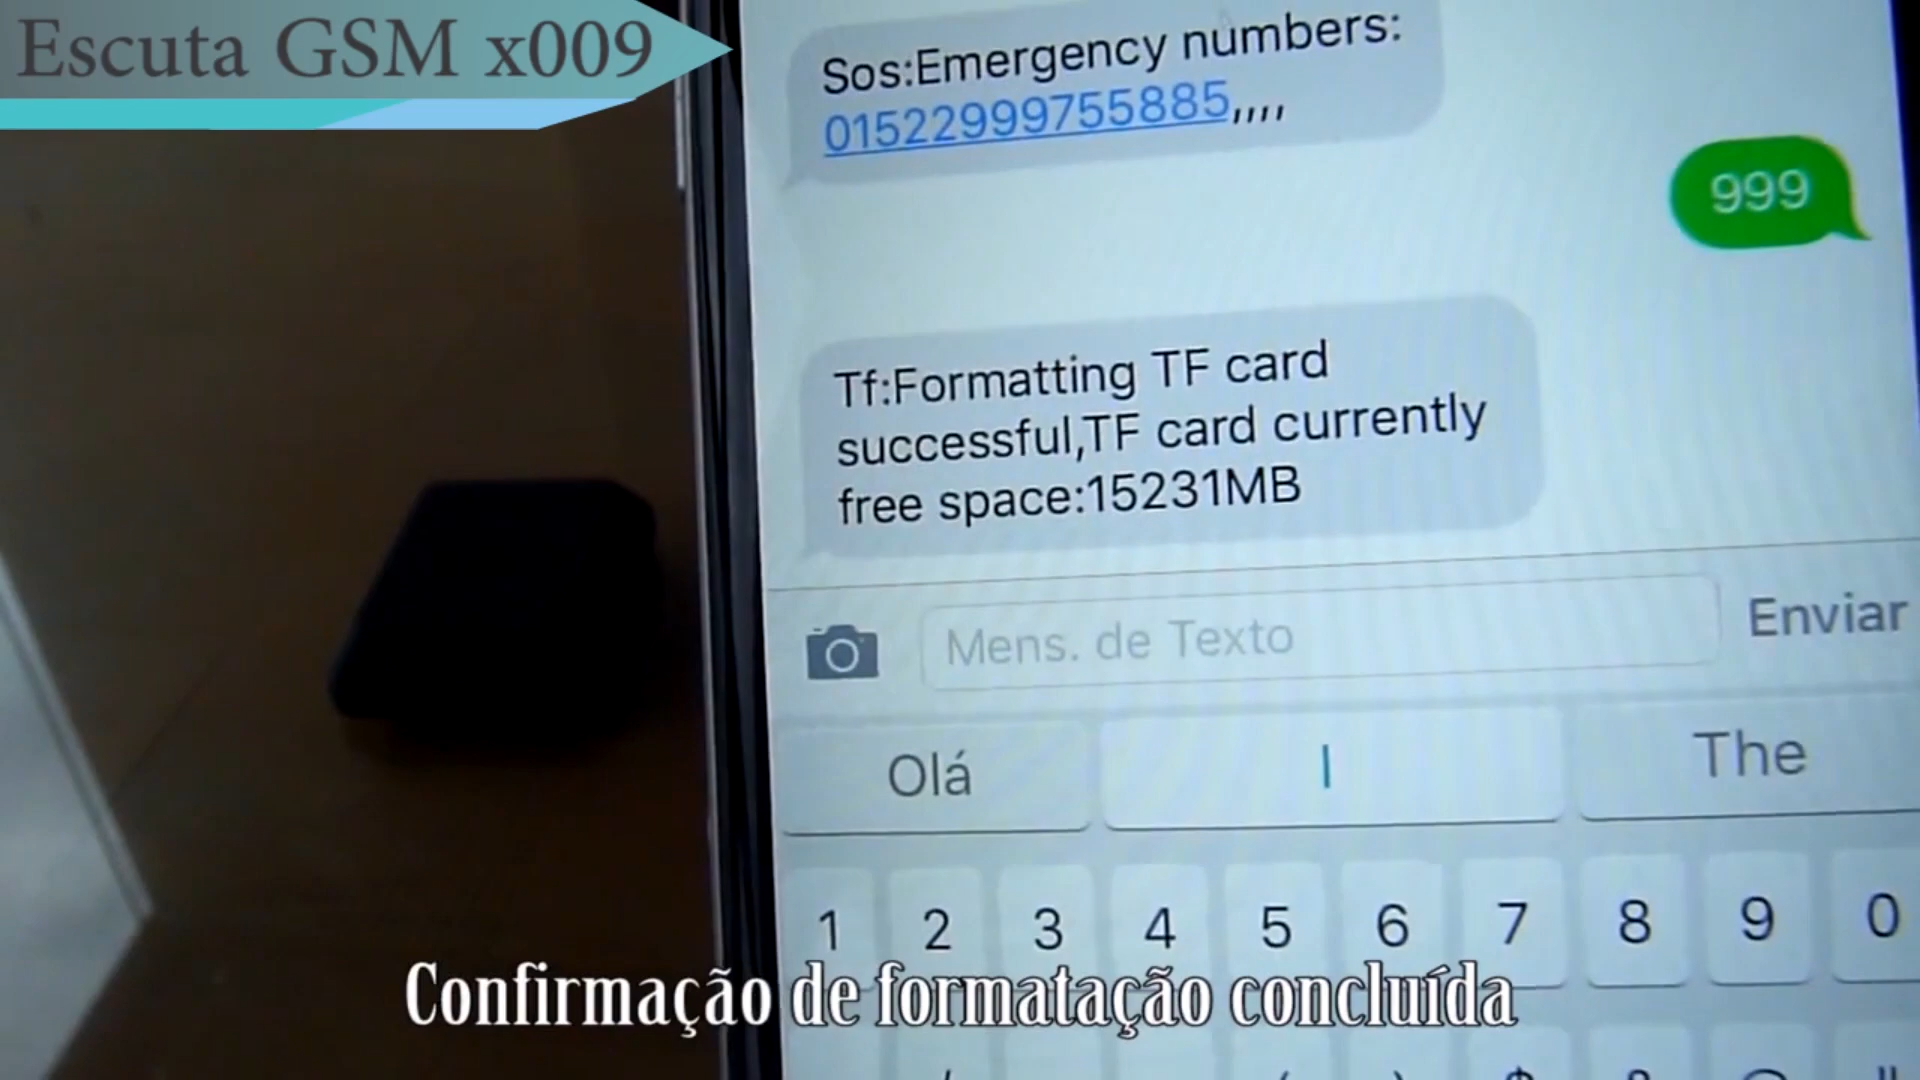 Escuta GSM x009
Sos:Emergency numbers:
01522999755885,,,,
999
Tf:Formatting TF card
successful,TF card currently
free space:15231MB
Mens. de Texto
Enviar
Olá
I
The
1 2 3 4 5 6 7 8 9 0
Confirmação de formatação concluída